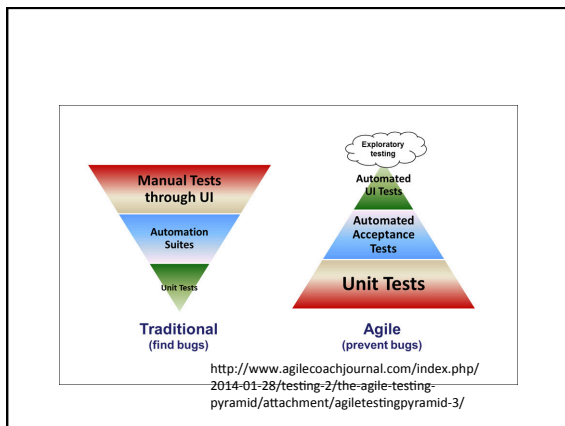 Manual Tests
through UI
Automation
Suites
Unit Tests
Traditional
(find bugs)
Exploratory
testing
Automated
UI Tests
Automated
Acceptance
Tests
Unit Tests
Agile
(prevent bugs)
http://www.agilecoachjournal.com/index.php/
2014-01-28/testing-2/the-agile-testing-
pyramid/attachment/agiletestingpyramid-3/